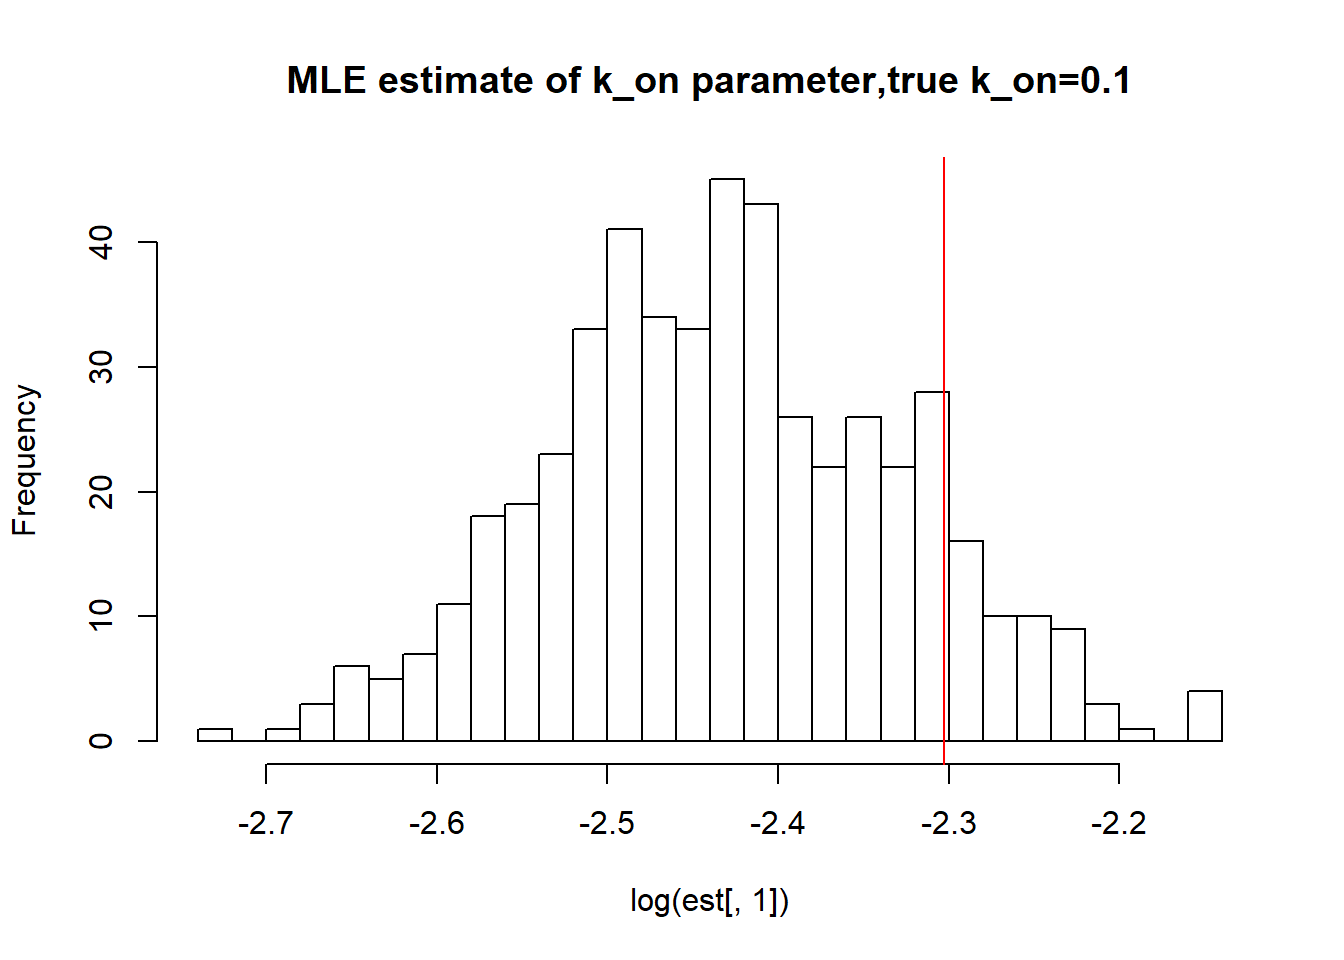 MLE estimate of k_on parameter,true k_on=0.1
Frequency
40
30
20
10
0
-2.7 -2.6 -2.5 -2.4 -2.3 -2.2
log(est[, 1])